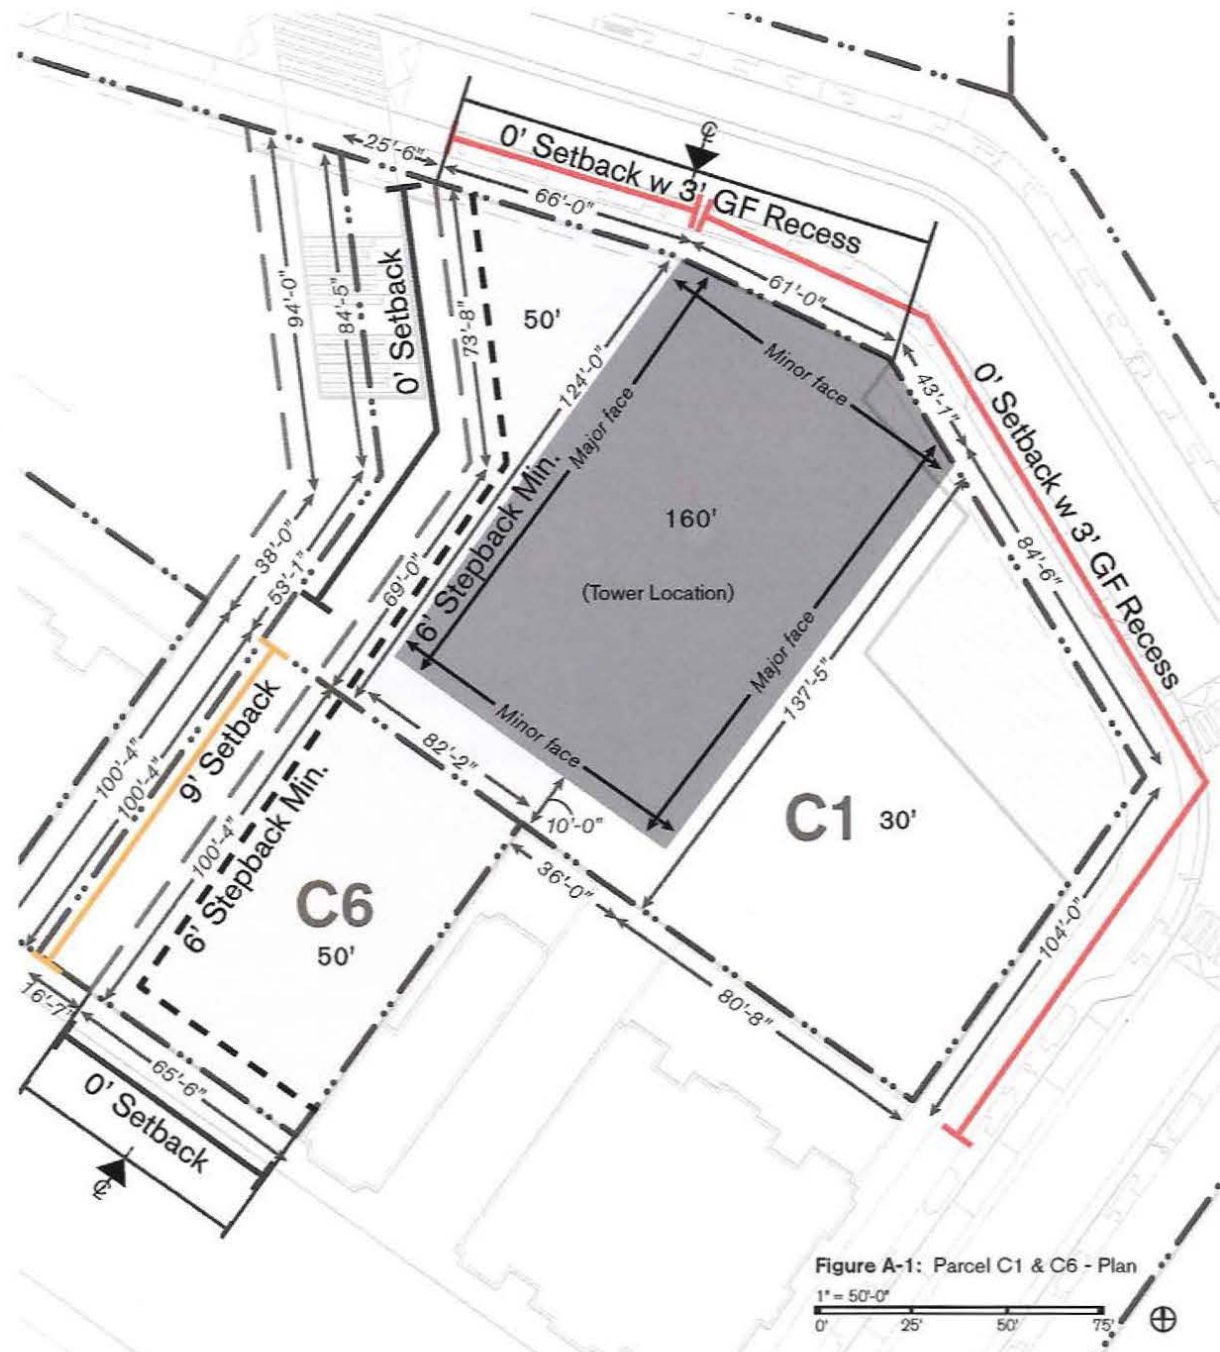 25'-6"
0' Setback w 3' GF Recess
℄
66'-0"
61'-0"
94'-0"
84'-5"
0' Setback
73'-8"
50'
124'-0"
Major face
Minor face
43'-1"
0' Setback w 3' GF Recess
84'-6"
6' Stepback Min.
160'
(Tower Location)
38'-0"
53'-1"
69'-0"
Major face
137'-5"
Minor face
100'-4"
100'-4"
9' Setback
82'-2"
10'-0"
C1 30'
6' Stepback Min.
100'-4"
C6
50'
36'-0"
104'-0"
80'-8"
16'-7"
65'-6"
0' Setback
℄
Figure A-1: Parcel C1 & C6 - Plan
1" = 50'-0"
0' 25' 50' 75'